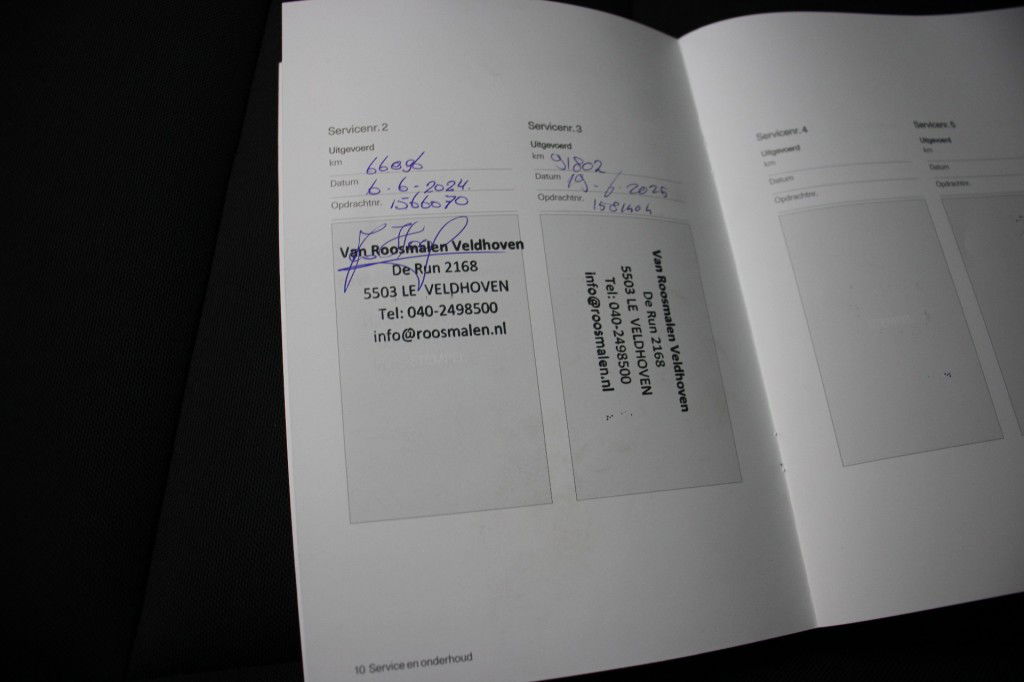 Servicenr. 2
Uitgevoerd
km 66096
Datum 6-6-2024.
Opdrachtnr. 1566070
Van Roosmalen Veldhoven
De Run 2168
5503 LE VELDHOVEN
Tel: 040-2498500
info@roosmalen.nl
Servicenr. 3
Uitgevoerd
km 91802
Datum 19-6-2025
Opdrachtnr. 1581404
Van Roosmalen Veldhoven
De Run 2168
5503 LE VELDHOVEN
Tel: 040-2498500
info@roosmalen.nl
10 Service en onderhoud
Servicenr. 4
Uitgevoerd
km
Datum
Opdrachtnr.
Servicenr. 5
Uitgevoerd
km
Datum
Opdrachtnr.